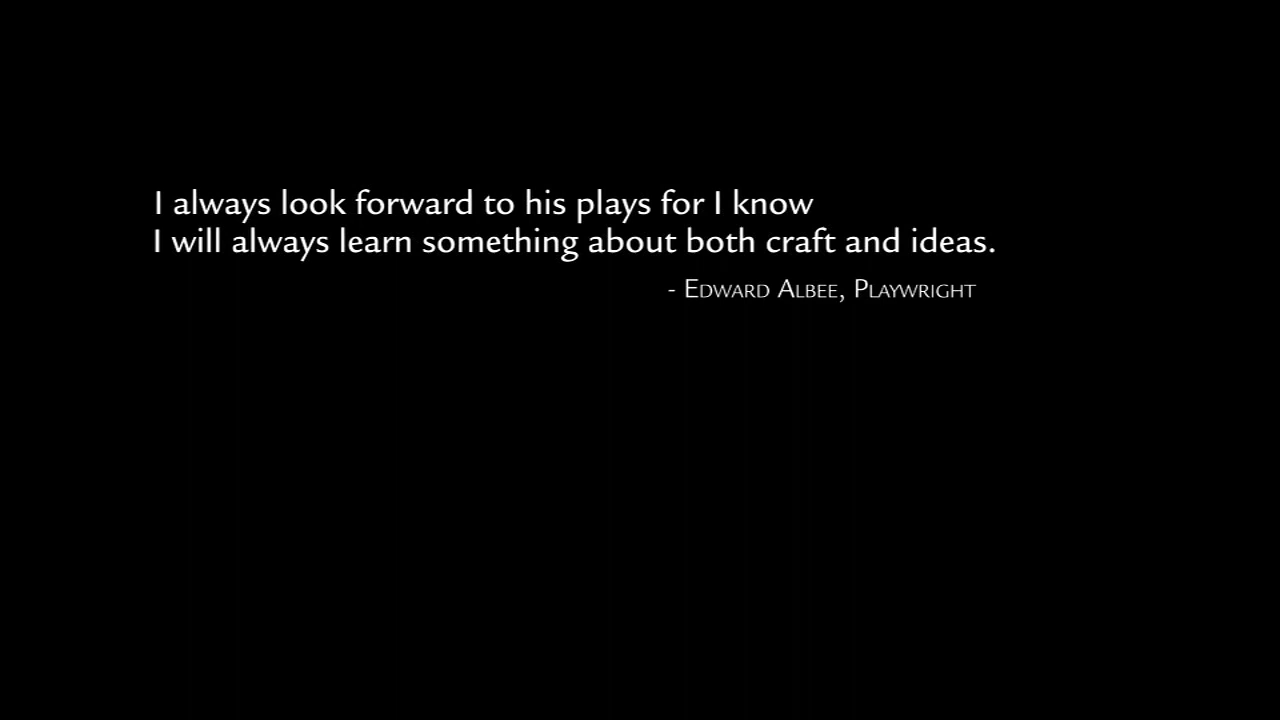 I always look forward to his plays for I know
I will always learn something about both craft and ideas.
- Edward Albee, Playwright